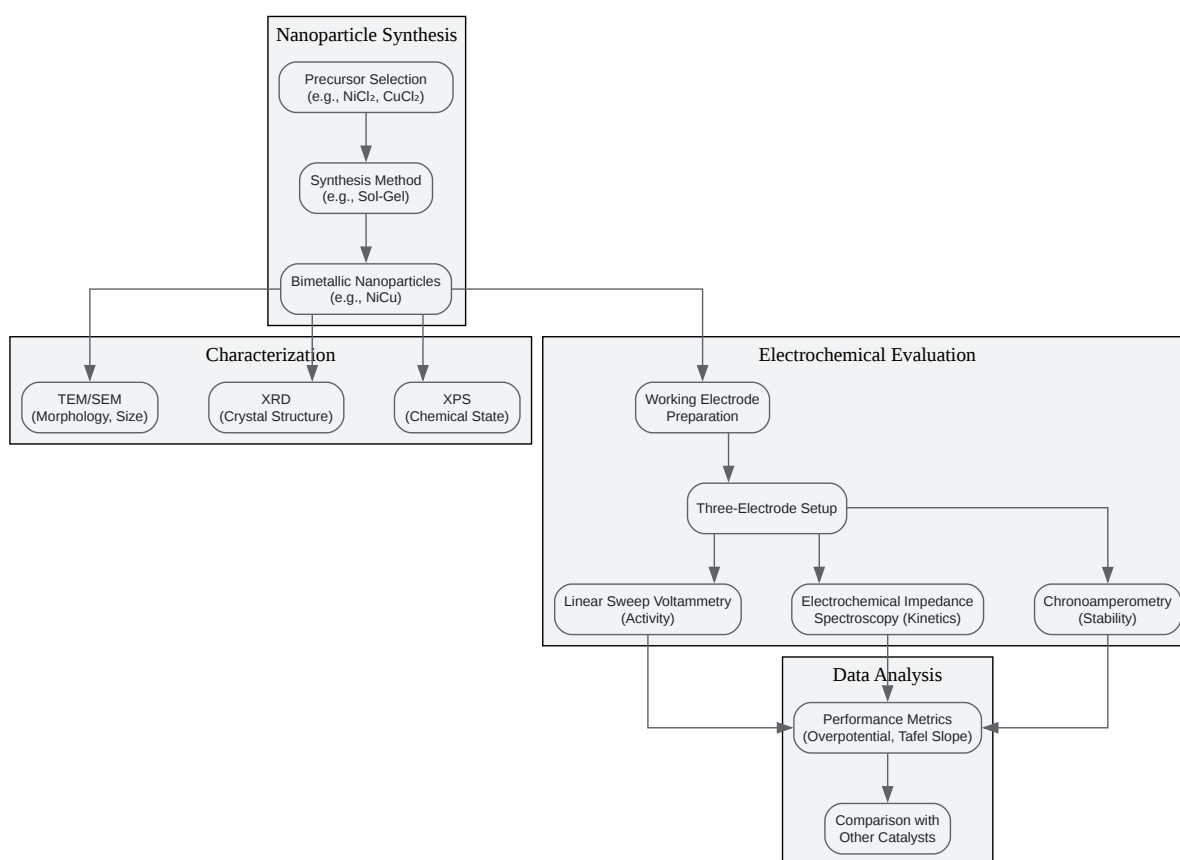 Nanoparticle Synthesis
Precursor Selection
(e.g., NiCl₂, CuCl₂)
Synthesis Method
(e.g., Sol-Gel)
Bimetallic Nanoparticles
(e.g., NiCu)
Characterization
TEM/SEM
(Morphology, Size)
XRD
(Crystal Structure)
XPS
(Chemical State)
Electrochemical Evaluation
Working Electrode
Preparation
Three-Electrode Setup
Linear Sweep Voltammetry
(Activity)
Electrochemical Impedance
Spectroscopy (Kinetics)
Chronoamperometry
(Stability)
Data Analysis
Performance Metrics
(Overpotential, Tafel Slope)
Comparison with
Other Catalysts